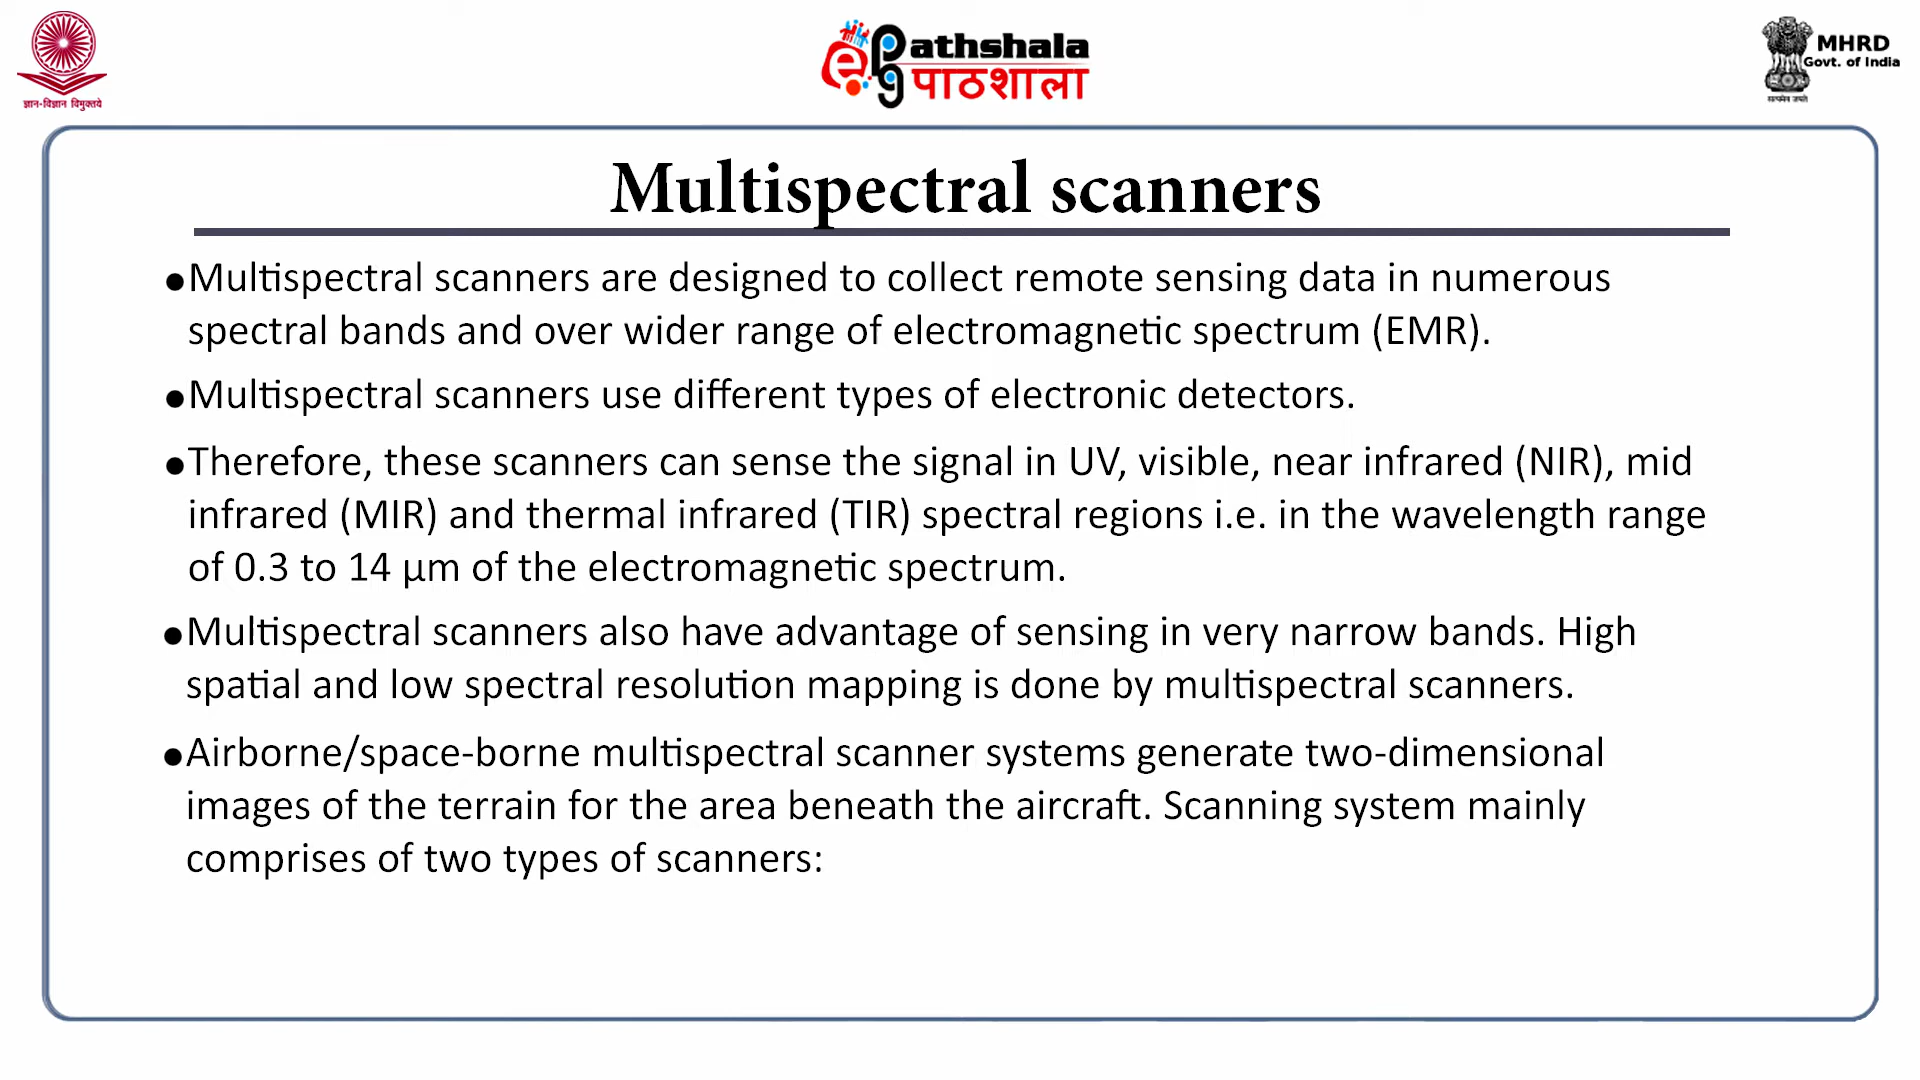 ज्ञान-विज्ञान विमुक्तये
ePathshala
पाठशाला
MHRD
Govt. of India
सत्यमेव जयते
Multispectral scanners
●Multispectral scanners are designed to collect remote sensing data in numerous
spectral bands and over wider range of electromagnetic spectrum (EMR).
●Multispectral scanners use different types of electronic detectors.
●Therefore, these scanners can sense the signal in UV, visible, near infrared (NIR), mid
infrared (MIR) and thermal infrared (TIR) spectral regions i.e. in the wavelength range
of 0.3 to 14 µm of the electromagnetic spectrum.
●Multispectral scanners also have advantage of sensing in very narrow bands. High
spatial and low spectral resolution mapping is done by multispectral scanners.
●Airborne/space-borne multispectral scanner systems generate two-dimensional
images of the terrain for the area beneath the aircraft. Scanning system mainly
comprises of two types of scanners: